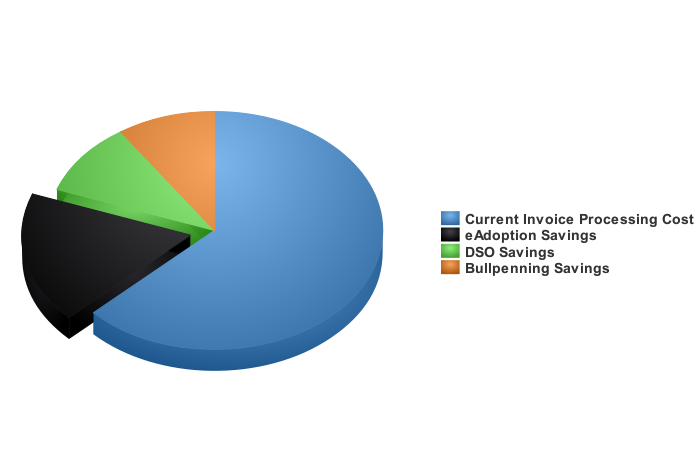 Current Invoice Processing Cost
eAdoption Savings
DSO Savings
Bullpenning Savings